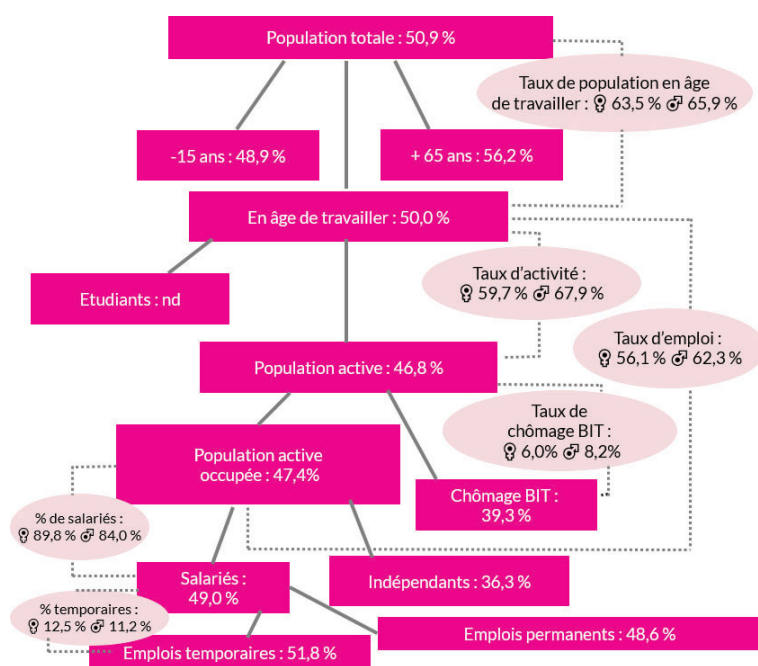 Population totale : 50,9 %
Taux de population en âge
de travailler : 63,5 % 65,9 %
-15 ans : 48,9 %
+ 65 ans : 56,2 %
En âge de travailler : 50,0 %
Etudiants : nd
Taux d'activité :
59,7 % 67,9 %
Taux d'emploi :
56,1 % 62,3 %
Population active : 46,8 %
Taux de
chômage BIT :
6,0% 8,2%
Population active
occupée : 47,4%
Chômage BIT :
39,3 %
% de salariés :
89,8 % 84,0 %
Salariés :
49,0 %
Indépendants : 36,3 %
% temporaires :
12,5 % 11,2 %
Emplois permanents : 48,6 %
Emplois temporaires : 51,8 %